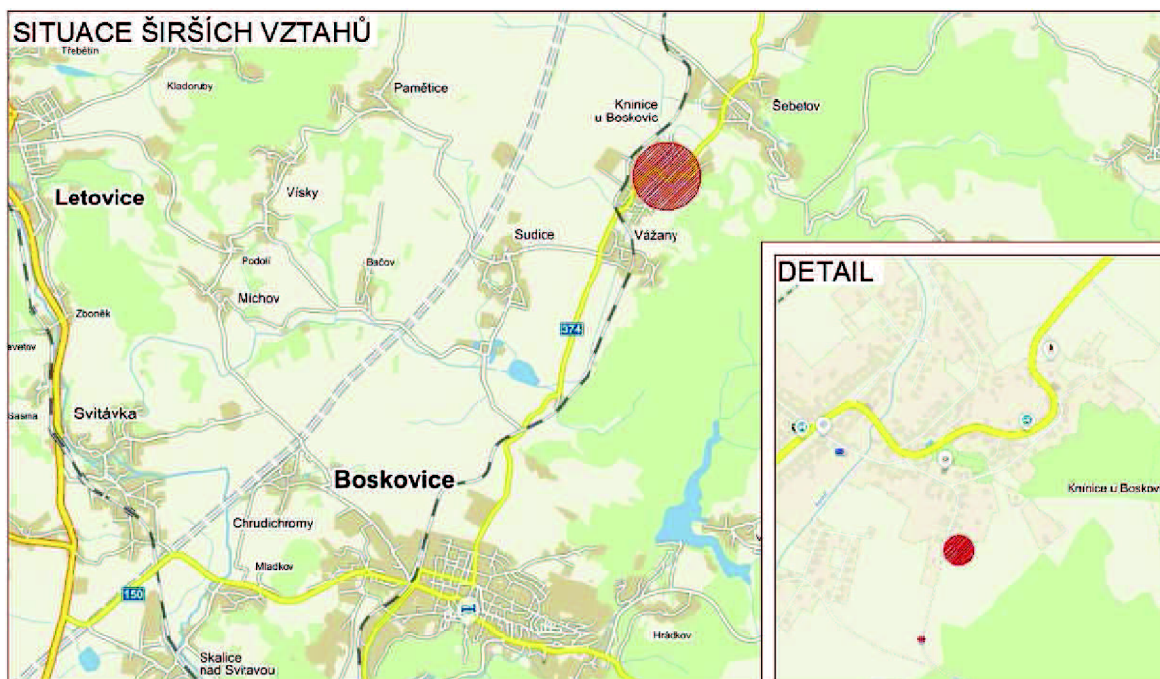 SITUACE ŠIRŠÍCH VZTAHŮ
Třebětín
Kladoruby
Pamětice
Knínice
u Boskovic
Šebetov
Letovice
Vísky
Sudice
Vážany
Podolí
Bačov
Míchov
Zboněk
374
DETAIL
Svitávka
Boskovice
Knínice u Boskov
Chrudichromy
Mladkov
150
Hrádkov
Skalice
nad Svitavou